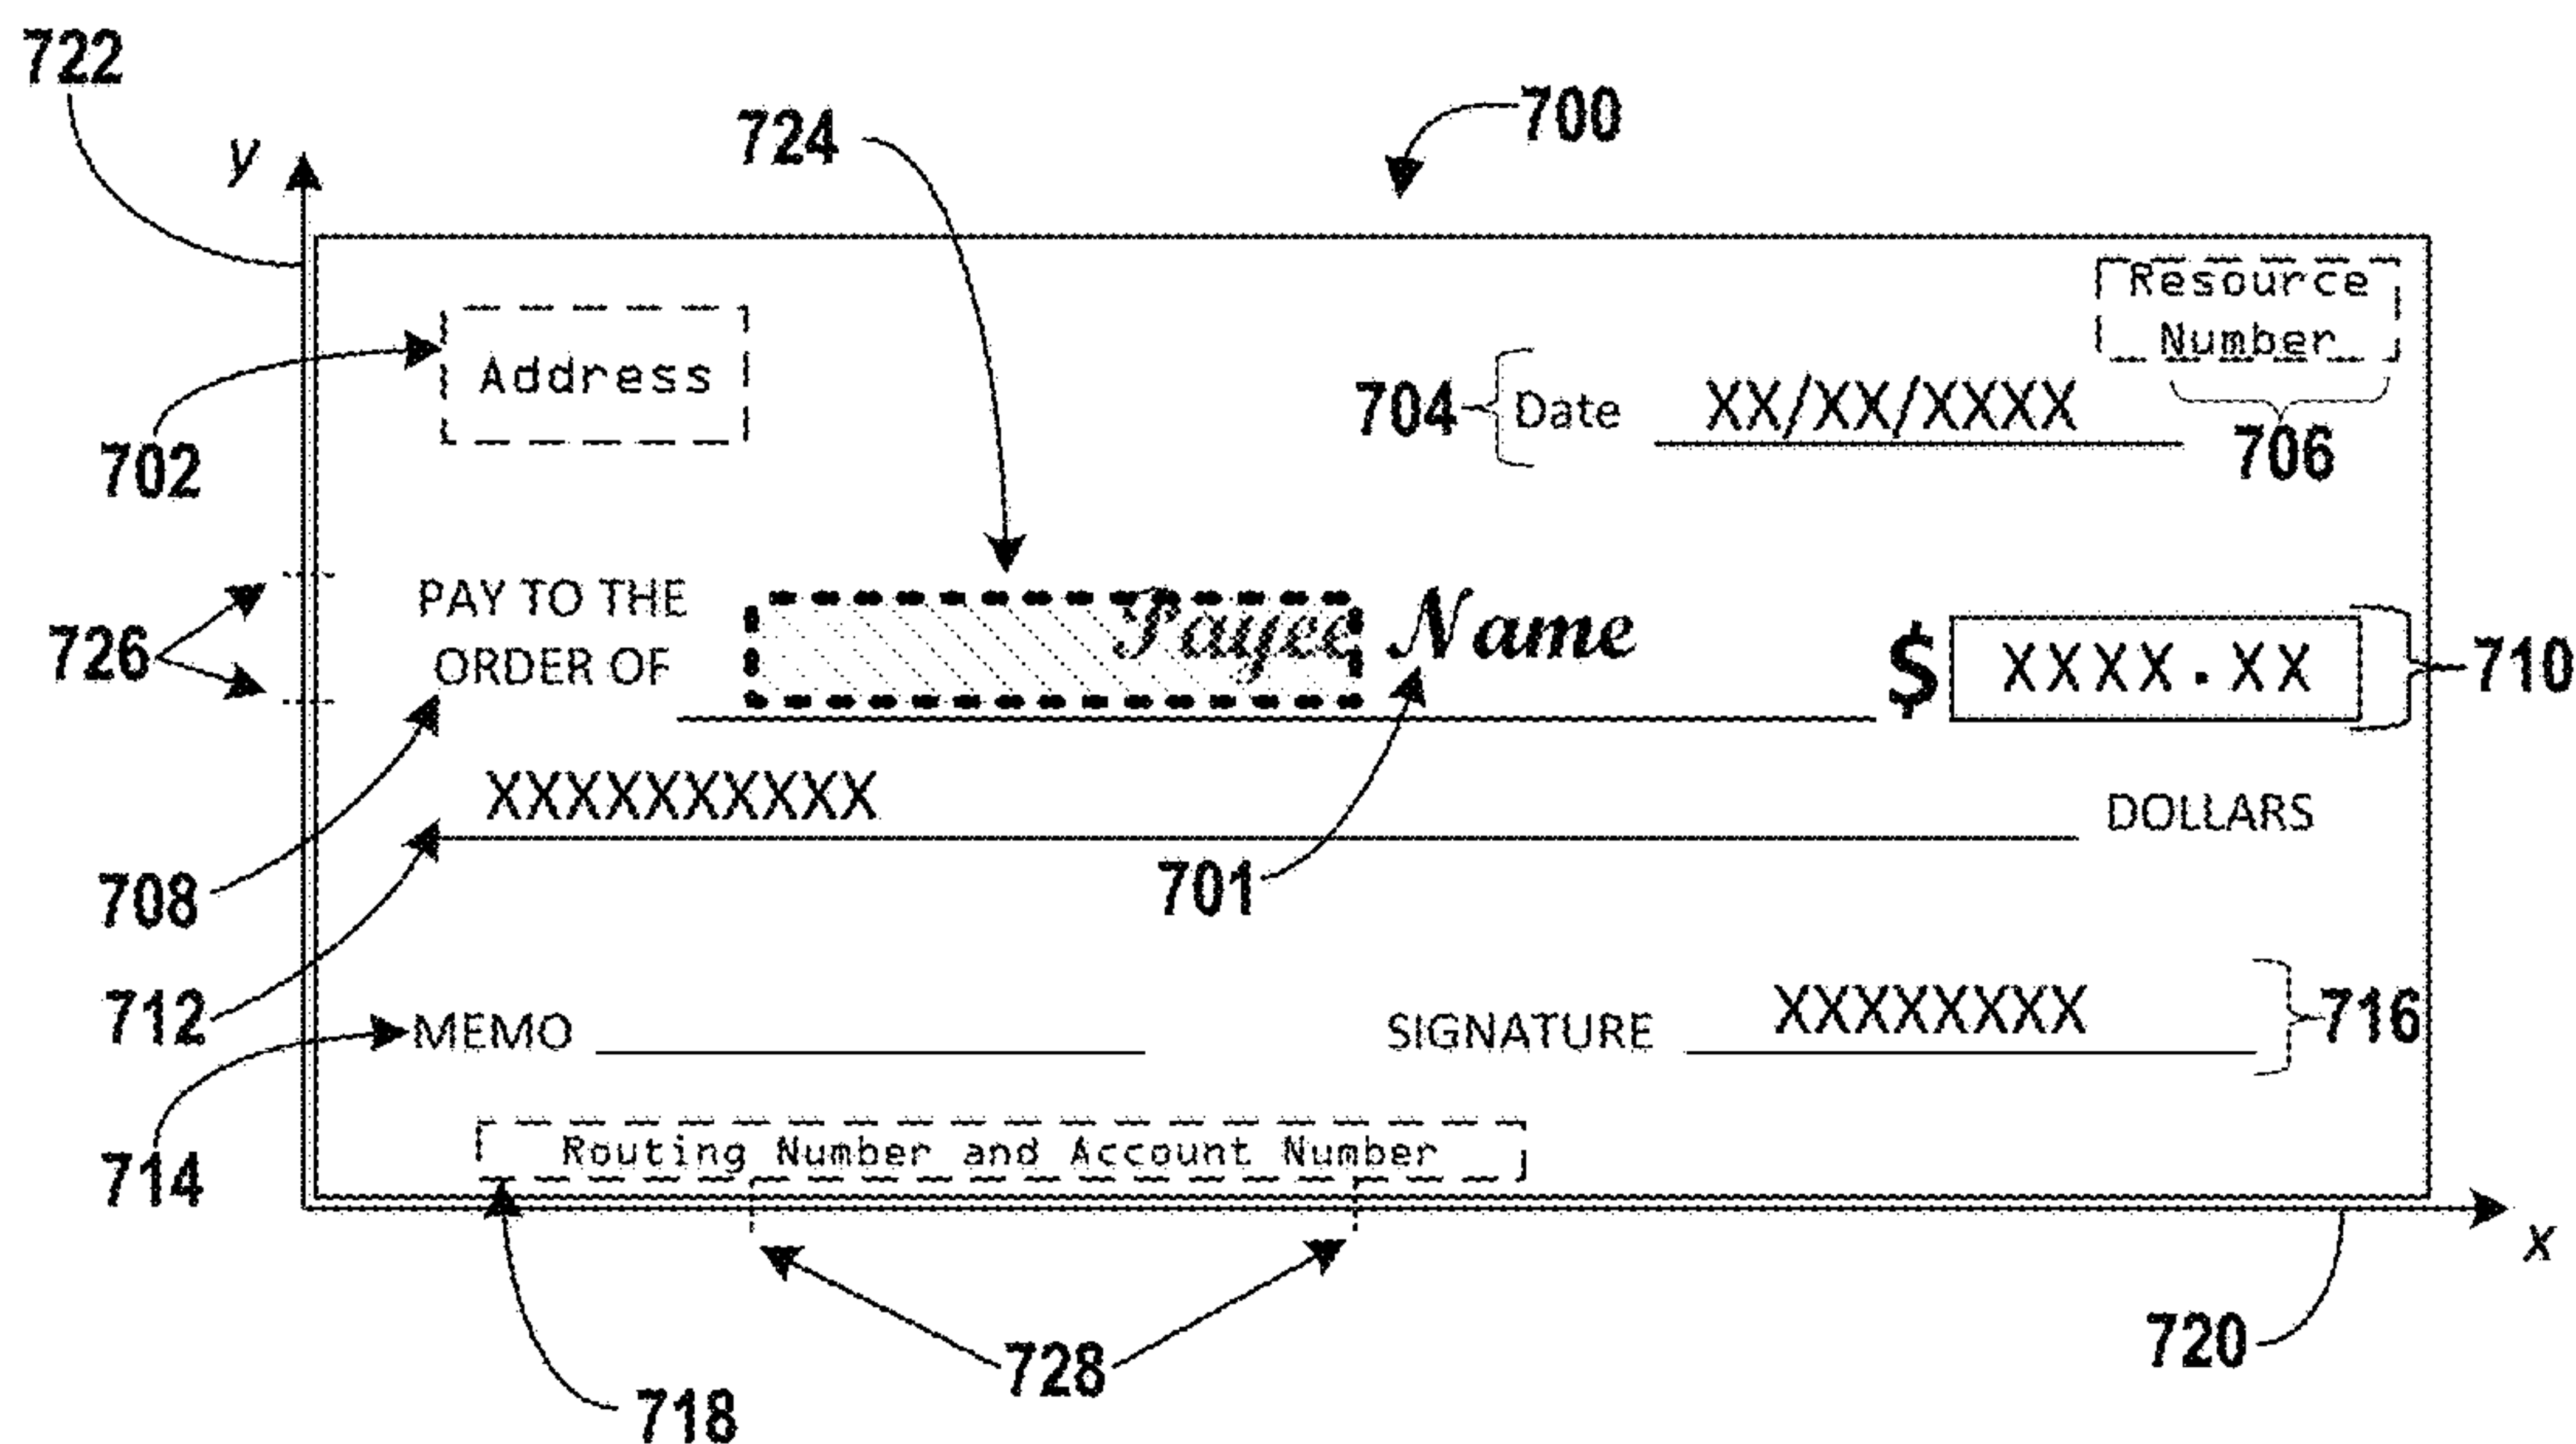 722
724
700
y
Resource
Number
Address
704
Date XX/XX/XXXX
702
706
PAY TO THE
ORDER OF
Payee Name
$ XXXX.XX
726
710
XXXXXXXXXX
DOLLARS
708
701
712
MEMO
SIGNATURE XXXXXXXX
716
714
Routing Number and Account Number
x
728
720
718